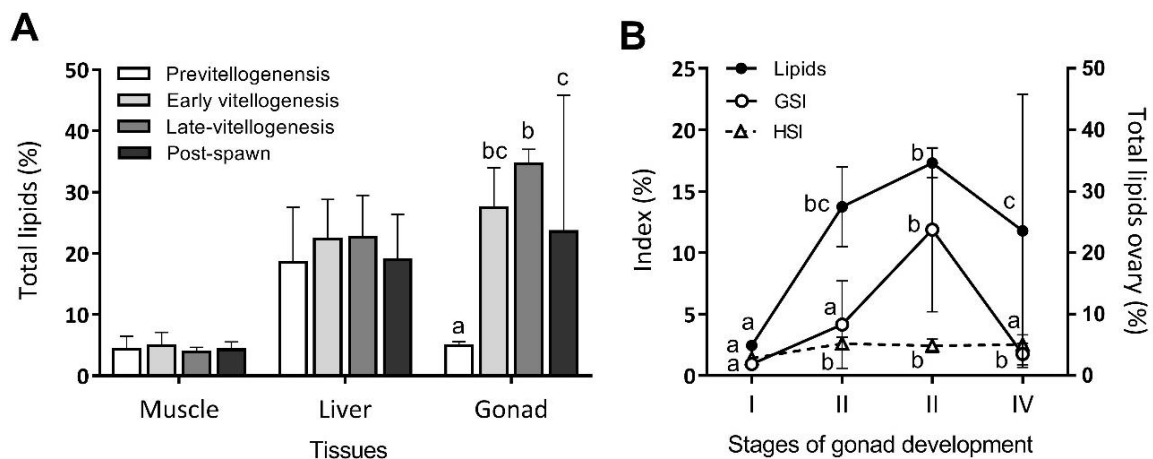 A
Total lipids (%)
50
40
30
20
10
0
Previtellogenensis
Early vitellogenesis
Late-vitellogenesis
Post-spawn
a
bc
b
c
Muscle
Liver
Gonad
Tissues
B
Index (%)
25
20
15
10
5
0
Lipids
GSI
HSI
a
a
a
bc
a
b
b
b
b
c
a
b
50
40
30
20
10
0
Total lipids ovary (%)
I
II
II
IV
Stages of gonad development